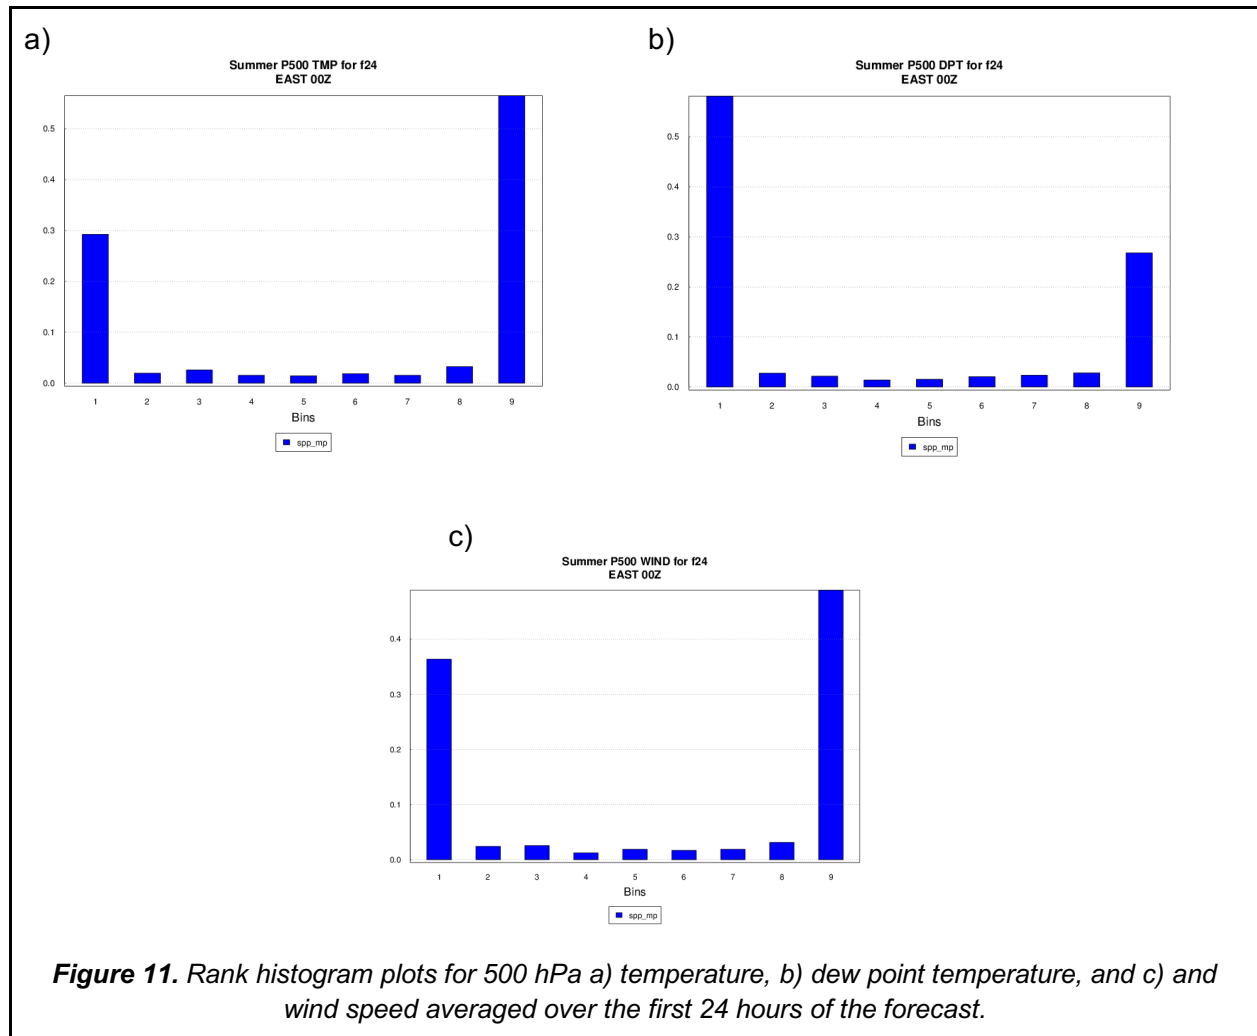 a)
Summer P500 TMP for f24
EAST 00Z
0.5
0.4
0.3
0.2
0.1
0.0
1 2 3 4 5 6 7 8 9
Bins
spp_mp
b)
Summer P500 DPT for f24
EAST 00Z
0.5
0.4
0.3
0.2
0.1
0.0
1 2 3 4 5 6 7 8 9
Bins
spp_mp
c)
Summer P500 WIND for f24
EAST 00Z
0.4
0.3
0.2
0.1
0.0
1 2 3 4 5 6 7 8 9
Bins
spp_mp
Figure 11. Rank histogram plots for 500 hPa a) temperature, b) dew point temperature, and c) and
wind speed averaged over the first 24 hours of the forecast.